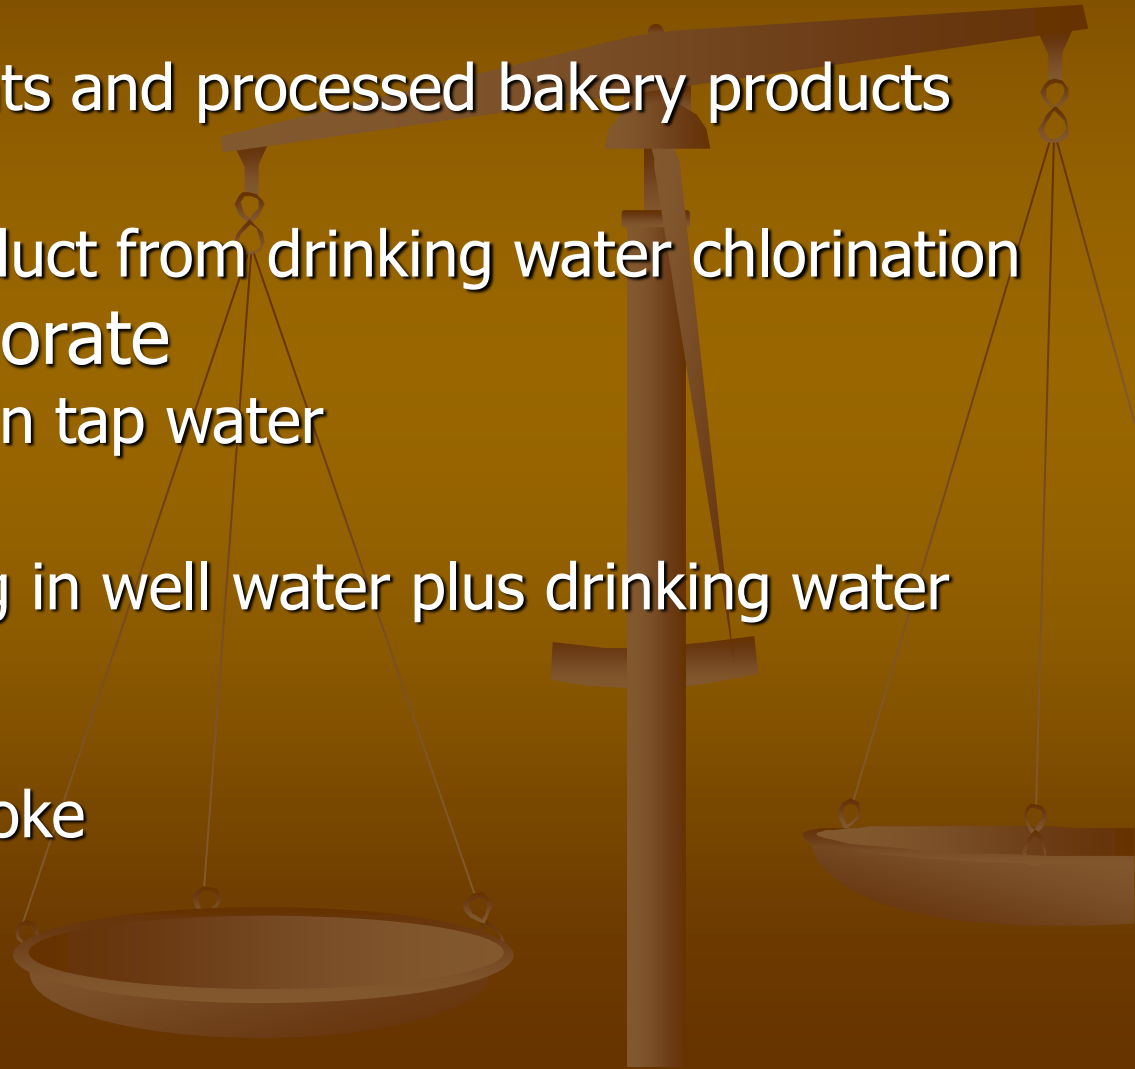 ts and processed bakery products
duct from drinking water chlorination
orate
n tap water
g in well water plus drinking water
oke